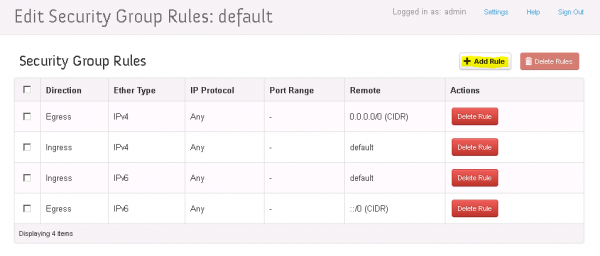 Edit Security Group Rules: default
Logged in as: admin Settings Help Sign Out
Security Group Rules
+ Add Rule Delete Rules
Direction Ether Type IP Protocol Port Range Remote Actions
Egress IPv4 Any - 0.0.0.0/0 (CIDR) Delete Rule
Ingress IPv4 Any - default Delete Rule
Ingress IPv6 Any - default Delete Rule
Egress IPv6 Any - ::/0 (CIDR) Delete Rule
Displaying 4 items